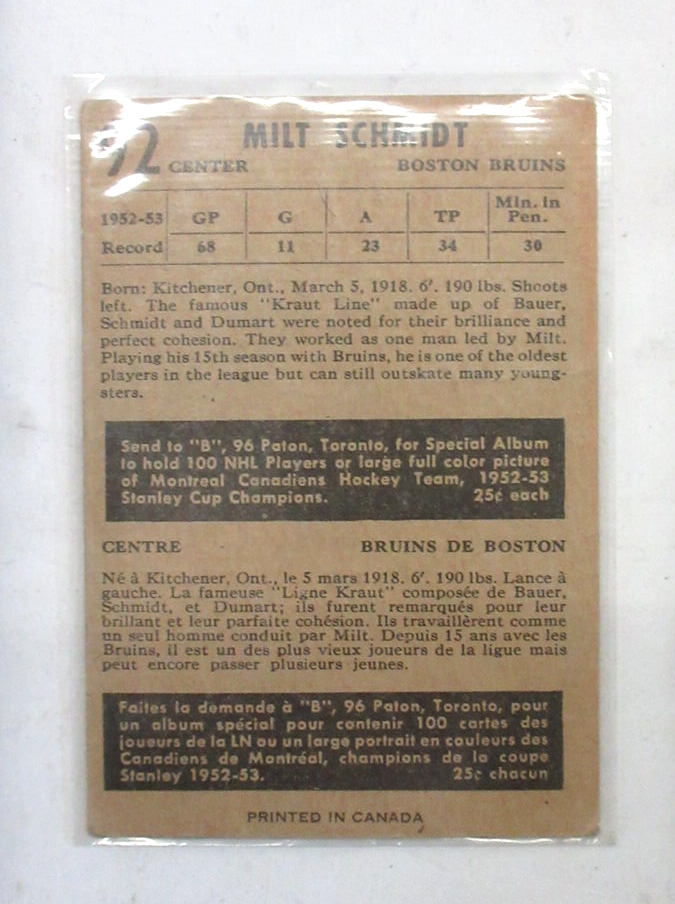 92 MILT SCHMIDT
CENTER BOSTON BRUINS
1952-53 GP G A TP Min. in Pen.
Record 68 11 23 34 30
Born: Kitchener, Ont., March 5, 1918. 6'. 190 lbs. Shoots
left. The famous "Kraut Line" made up of Bauer,
Schmidt and Dumart were noted for their brilliance and
perfect cohesion. They worked as one man led by Milt.
Playing his 15th season with Bruins, he is one of the oldest
players in the league but can still outskate many young-
sters.
Send to "B", 96 Paton, Toronto, for Special Album
to hold 100 NHL Players or large full color picture
of Montreal Canadiens Hockey Team, 1952-53
Stanley Cup Champions. 25¢ each
CENTRE BRUINS DE BOSTON
Né à Kitchener, Ont., le 5 mars 1918. 6'. 190 lbs. Lance à
gauche. La fameuse "Ligne Kraut" composée de Bauer,
Schmidt, et Dumart; ils furent remarqués pour leur
brillant et leur parfaite cohésion. Ils travaillèrent comme
un seul homme conduit par Milt. Depuis 15 ans avec les
Bruins, il est un des plus vieux joueurs de la ligue mais
peut encore passer plusieurs jeunes.
Faites la demande à "B", 96 Paton, Toronto, pour
un album spécial pour contenir 100 cartes des
joueurs de la LN ou un large portrait en couleurs des
Canadiens de Montréal, champions de la coupe
Stanley 1952-53. 25¢ chacun
PRINTED IN CANADA